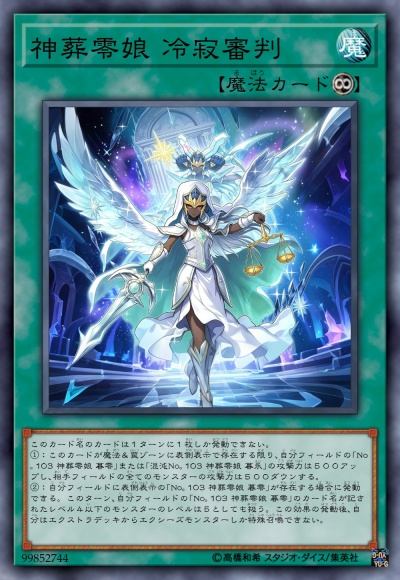 神葬零娘 冷寂審判
魔
【魔法カード】
このカード名のカードは1ターンに1枚しか発動できない。
①：このカードが魔法&罠ゾーンに表側表示で存在する限り、自分フィールドの「No.103 神葬零娘 暮零」または「混沌No.103 神葬零娘 暮氷」の攻撃力は500アップし、相手フィールドの全てのモンスターの攻撃力は500ダウンする。
②：自分フィールドに表側表示の「No.103 神葬零娘 暮零」が存在する場合に発動できる。このターン、自分フィールドの「No.103 神葬零娘 暮零」のカード名が記されたレベル4以下のモンスターのレベルは5としても扱う。この効果の発動後、自分はエクストラデッキからエクシーズモンスターしか特殊召喚できない。
99852744
©高橋和希 スタジオ・ダイス/集英社
YU-G